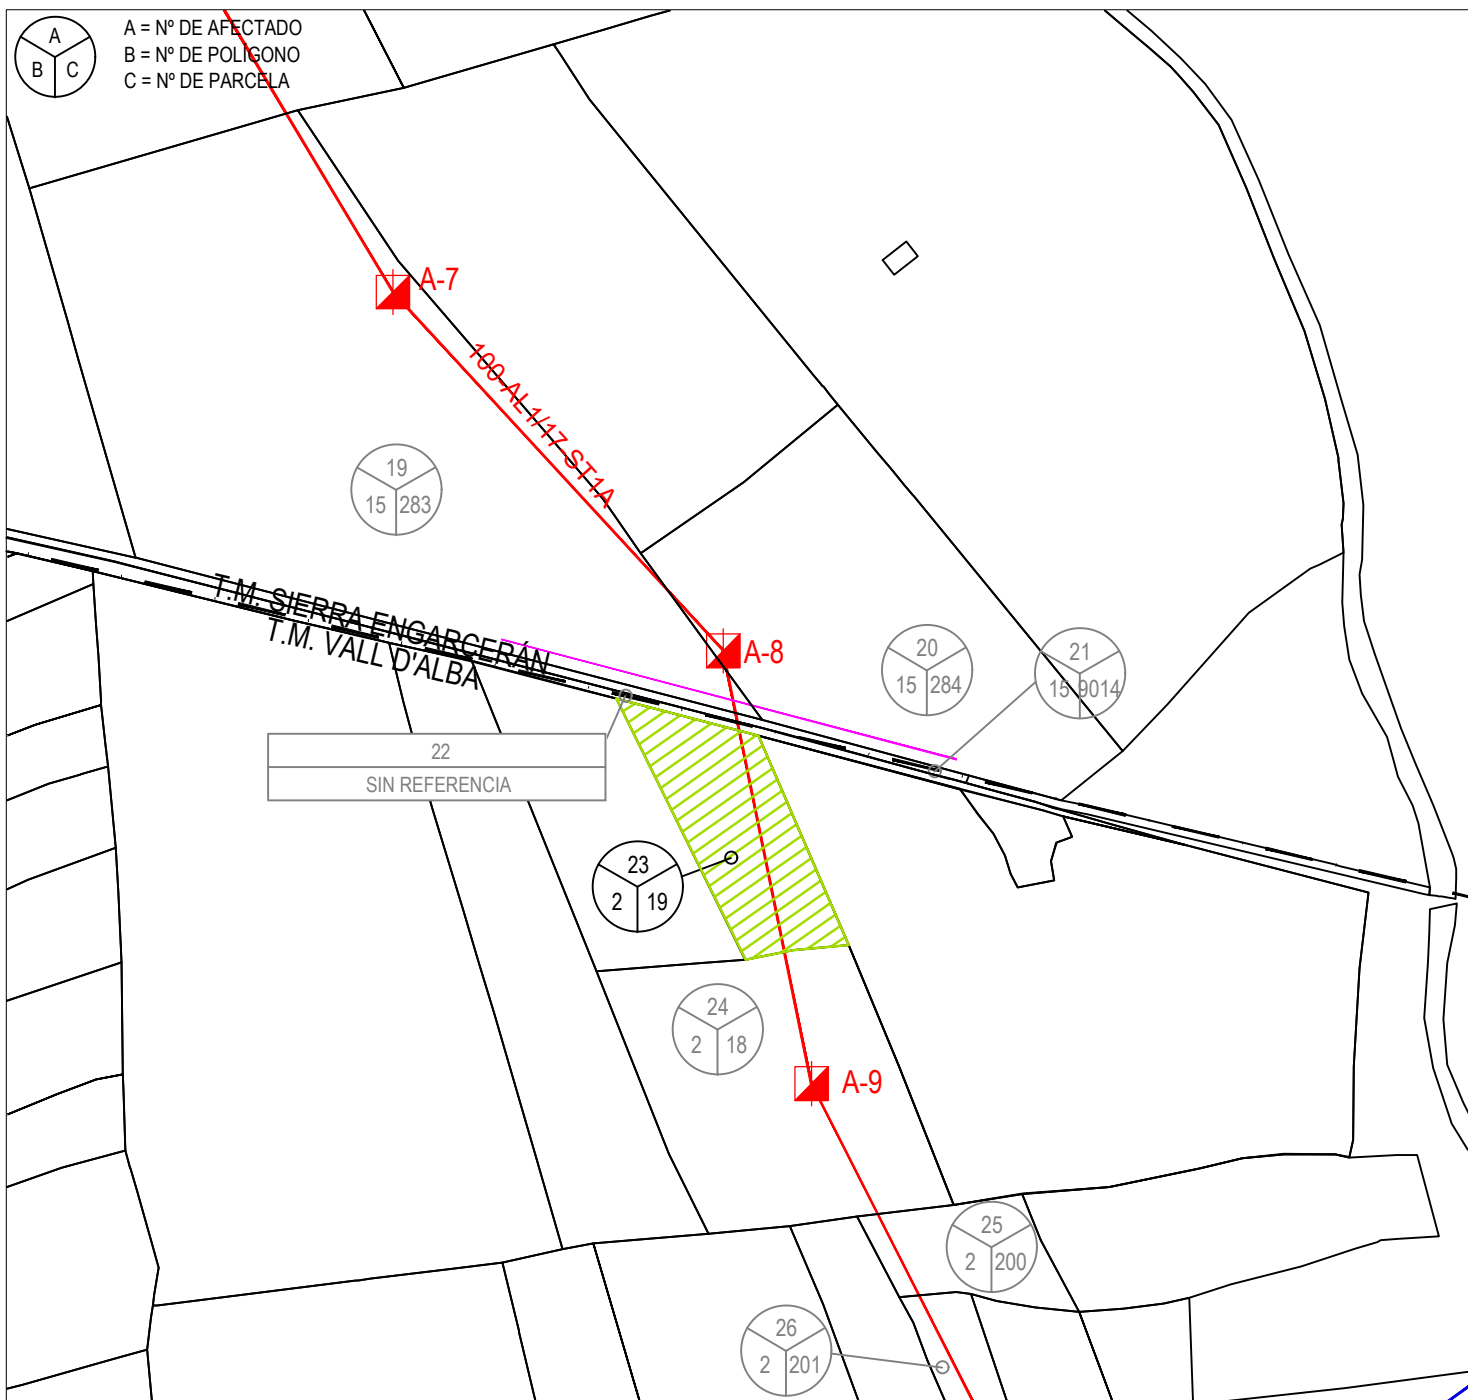 A
B
C
A = Nº DE AFECTADO
B = Nº DE POLÍGONO
C = Nº DE PARCELA
A-7
100-AL1/17-ST1A
19
15
283
T.M. SIERRA ENGARCERÁN
T.M. VALL D'ALBA
A-8
20
15
284
21
15
9014
22
SIN REFERENCIA
23
2
19
24
2
18
A-9
25
2
200
26
2
201